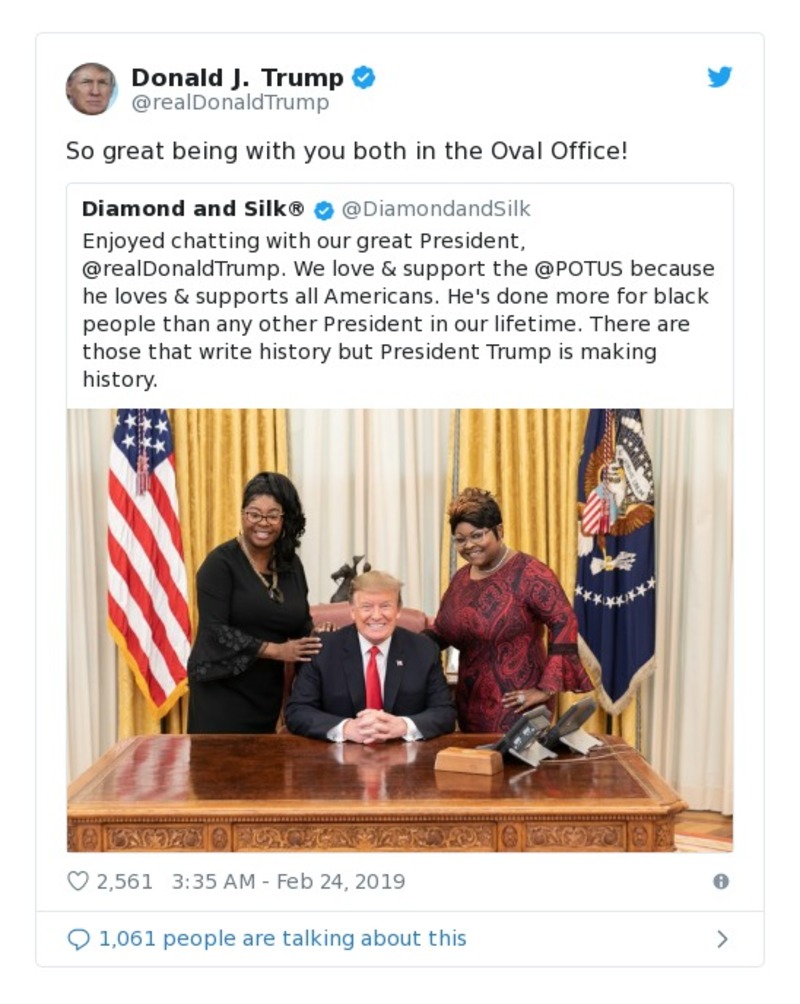 Donald J. Trump
@realDonaldTrump
So great being with you both in the Oval Office!
Diamond and Silk® @DiamondandSilk
Enjoyed chatting with our great President,
@realDonaldTrump. We love & support the @POTUS because
he loves & supports all Americans. He's done more for black
people than any other President in our lifetime. There are
those that write history but President Trump is making
history.
2,561 3:35 AM - Feb 24, 2019
1,061 people are talking about this